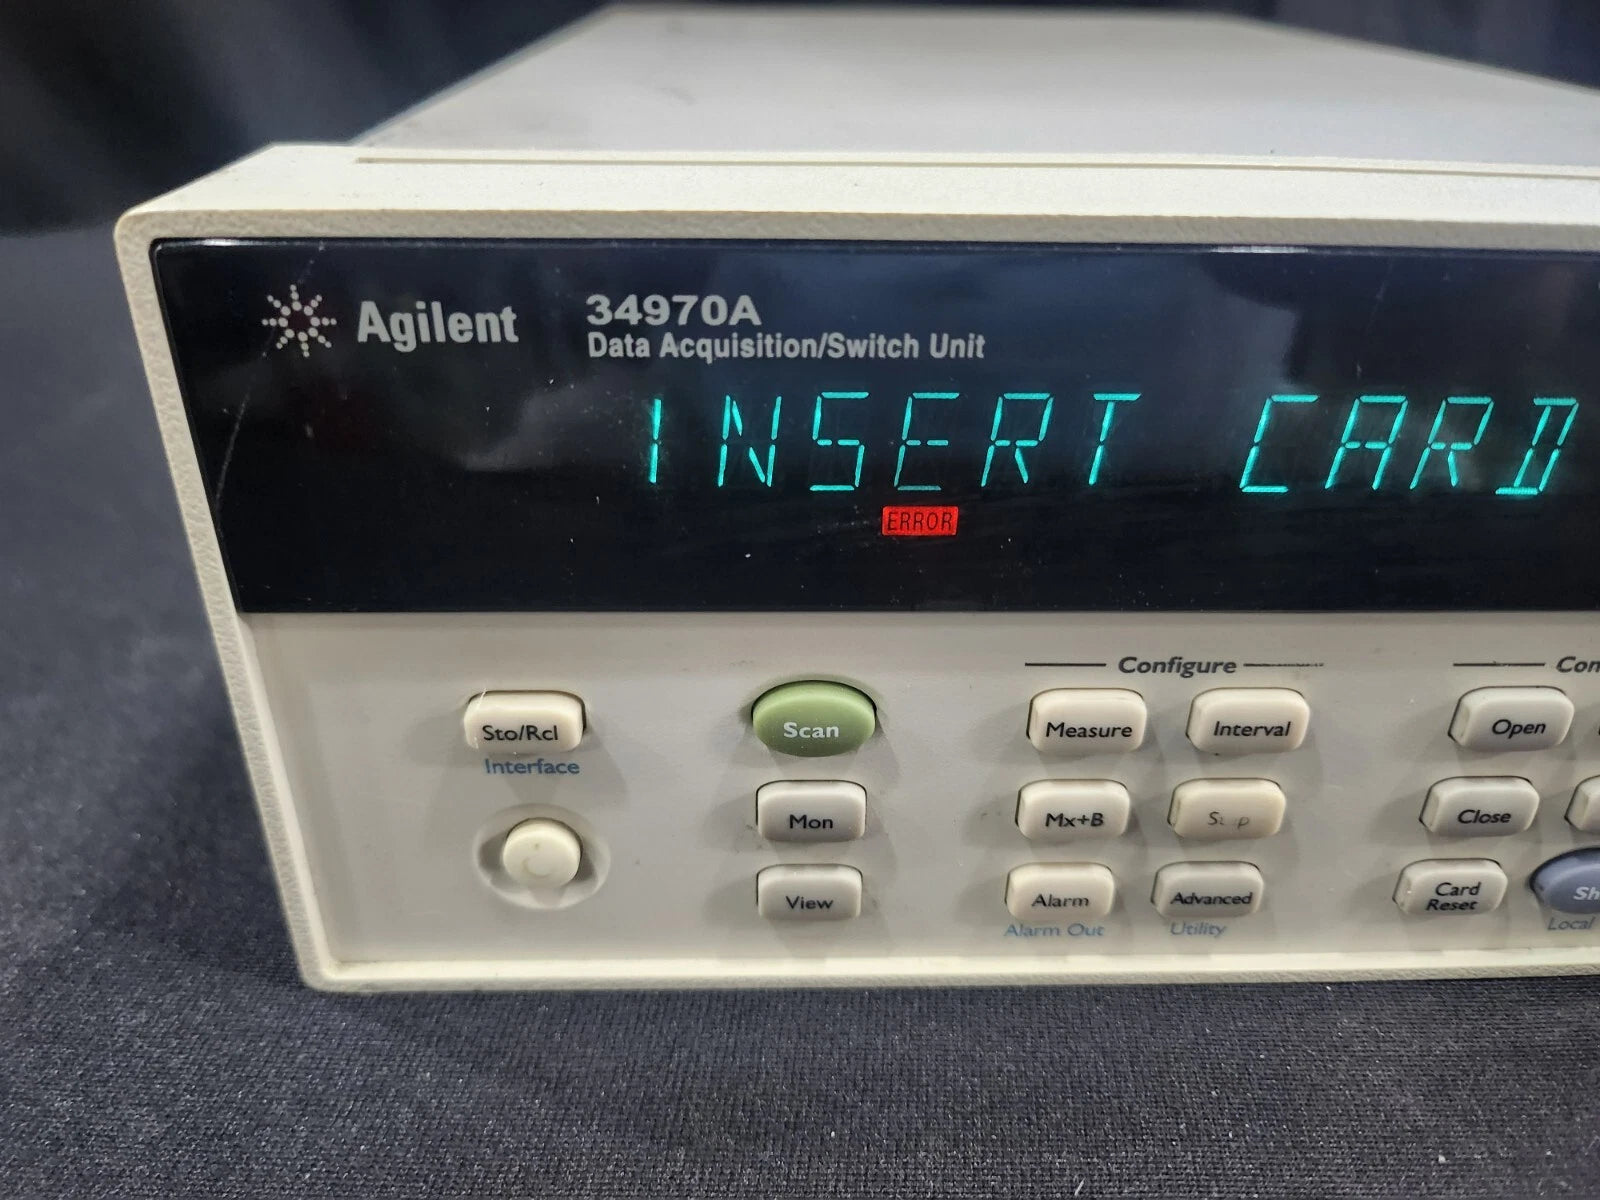 Agilent
34970A
Data Acquisition/Switch Unit
INSERT CARD
ERROR
Configure
Sto/Rcl
Interface
Scan
Measure
Interval
Open
Mon
Mx+B
Close
View
Alarm
Alarm Out
Advanced
Utility
Card
Reset
Local